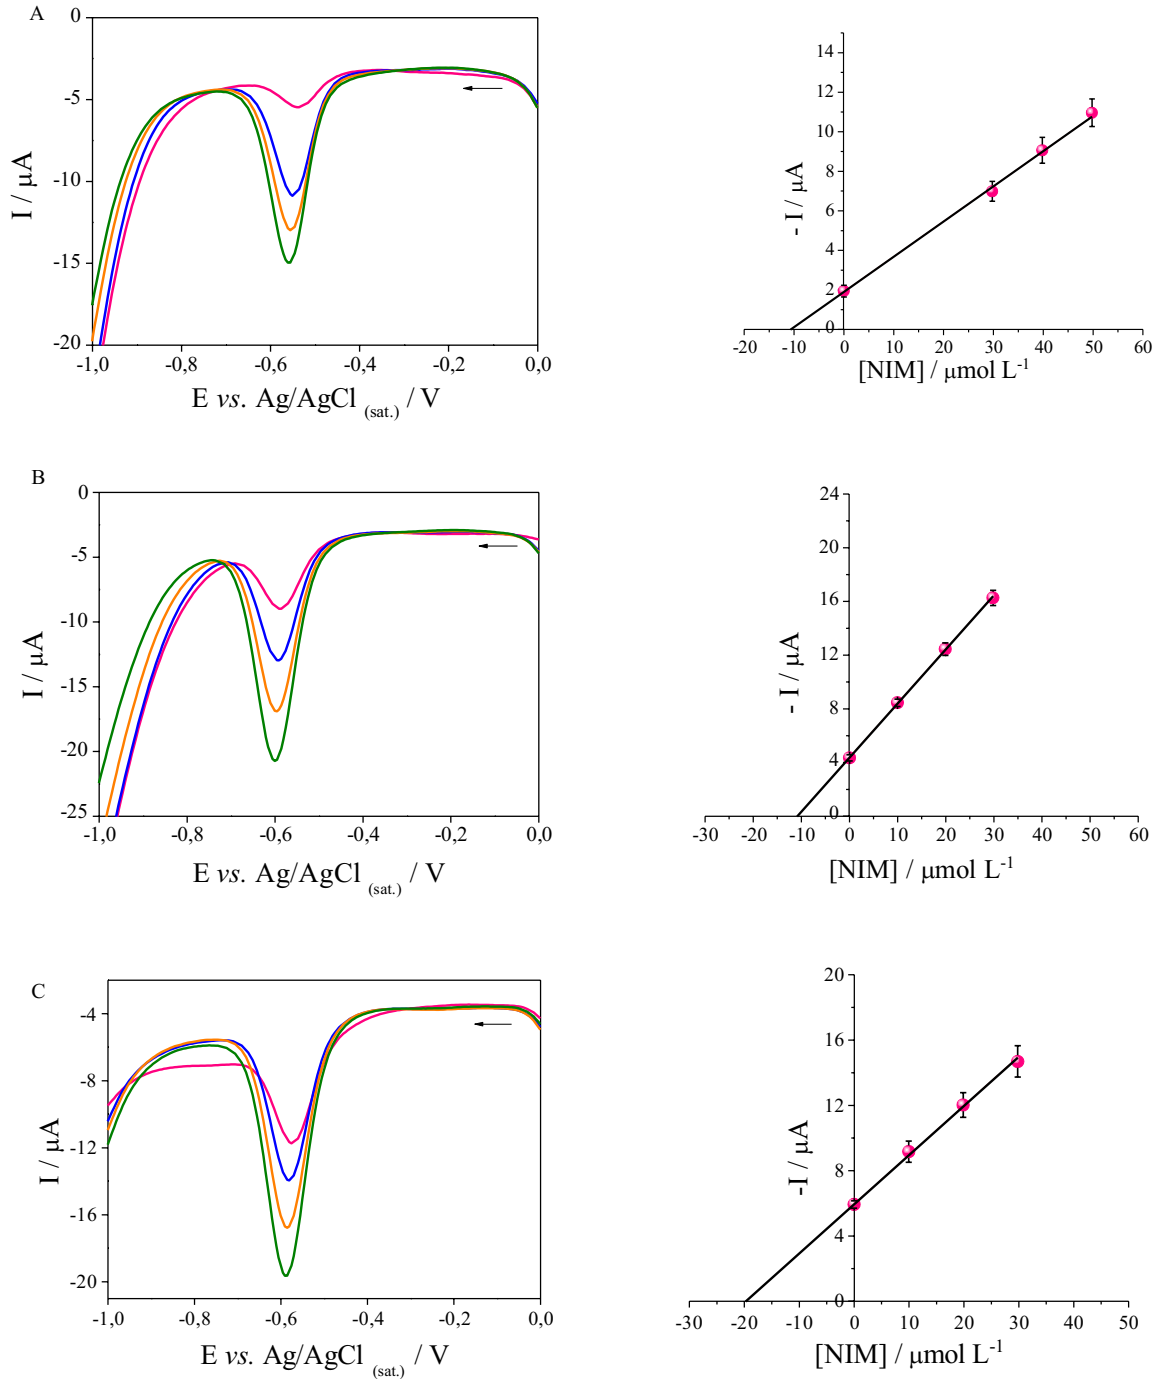 A
0
-5
-10
-15
-20
I / µA
-1,0 -0,8 -0,6 -0,4 -0,2 0,0
E vs. Ag/AgCl (sat.) / V
14
12
10
8
6
4
2
0
- I / µA
-20 -10 0 10 20 30 40 50 60
[NIM] / µmol L-1
B
0
-5
-10
-15
-20
-25
I / µA
-1,0 -0,8 -0,6 -0,4 -0,2 0,0
E vs. Ag/AgCl (sat.) / V
24
20
16
12
8
4
0
- I / µA
-30 -20 -10 0 10 20 30 40 50 60
[NIM] / µmol L-1
C
-4
-8
-12
-16
-20
I / µA
-1,0 -0,8 -0,6 -0,4 -0,2 0,0
E vs. Ag/AgCl (sat.) / V
20
16
12
8
4
0
-I / µA
-30 -20 -10 0 10 20 30 40 50
[NIM] / µmol L-1